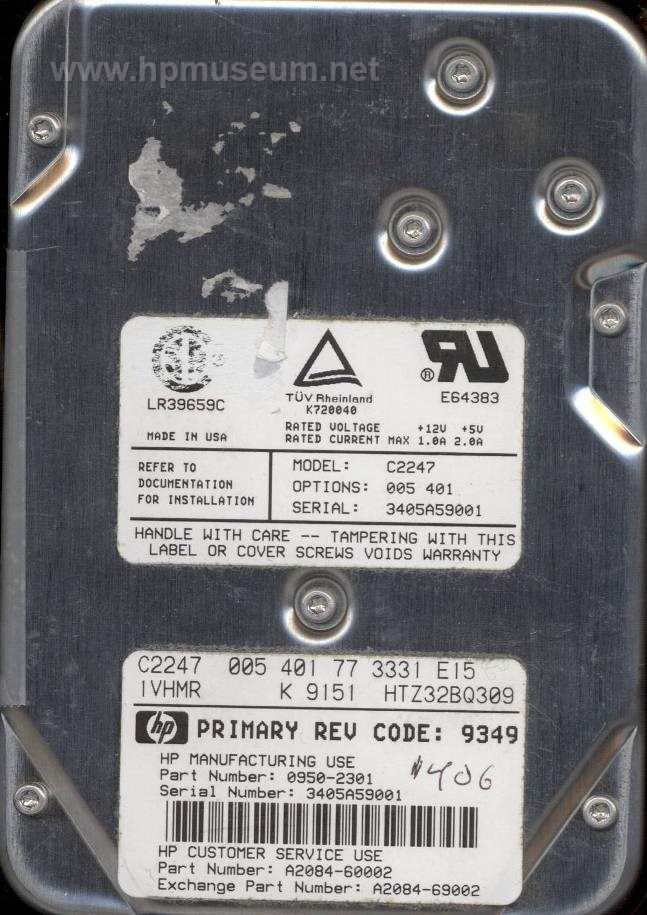 www.hpmuseum.net
LR39659C
TÜV Rheinland
K720040
® E64383
MADE IN USA
RATED VOLTAGE +12V +5V
RATED CURRENT MAX 1.0A 2.0A
REFER TO
DOCUMENTATION
FOR INSTALLATION
MODEL: C2247
OPTIONS: 005 401
SERIAL: 3405A59001
HANDLE WITH CARE -- TAMPERING WITH THIS
LABEL OR COVER SCREWS VOIDS WARRANTY
C2247 005 401 77 3331 E15
1VHMR K 9151 HTZ32BQ309
hp PRIMARY REV CODE: 9349
HP MANUFACTURING USE
Part Number: 0950-2301
#406
Serial Number: 3405A59001
HP CUSTOMER SERVICE USE
Part Number: A2084-60002
Exchange Part Number: A2084-69002